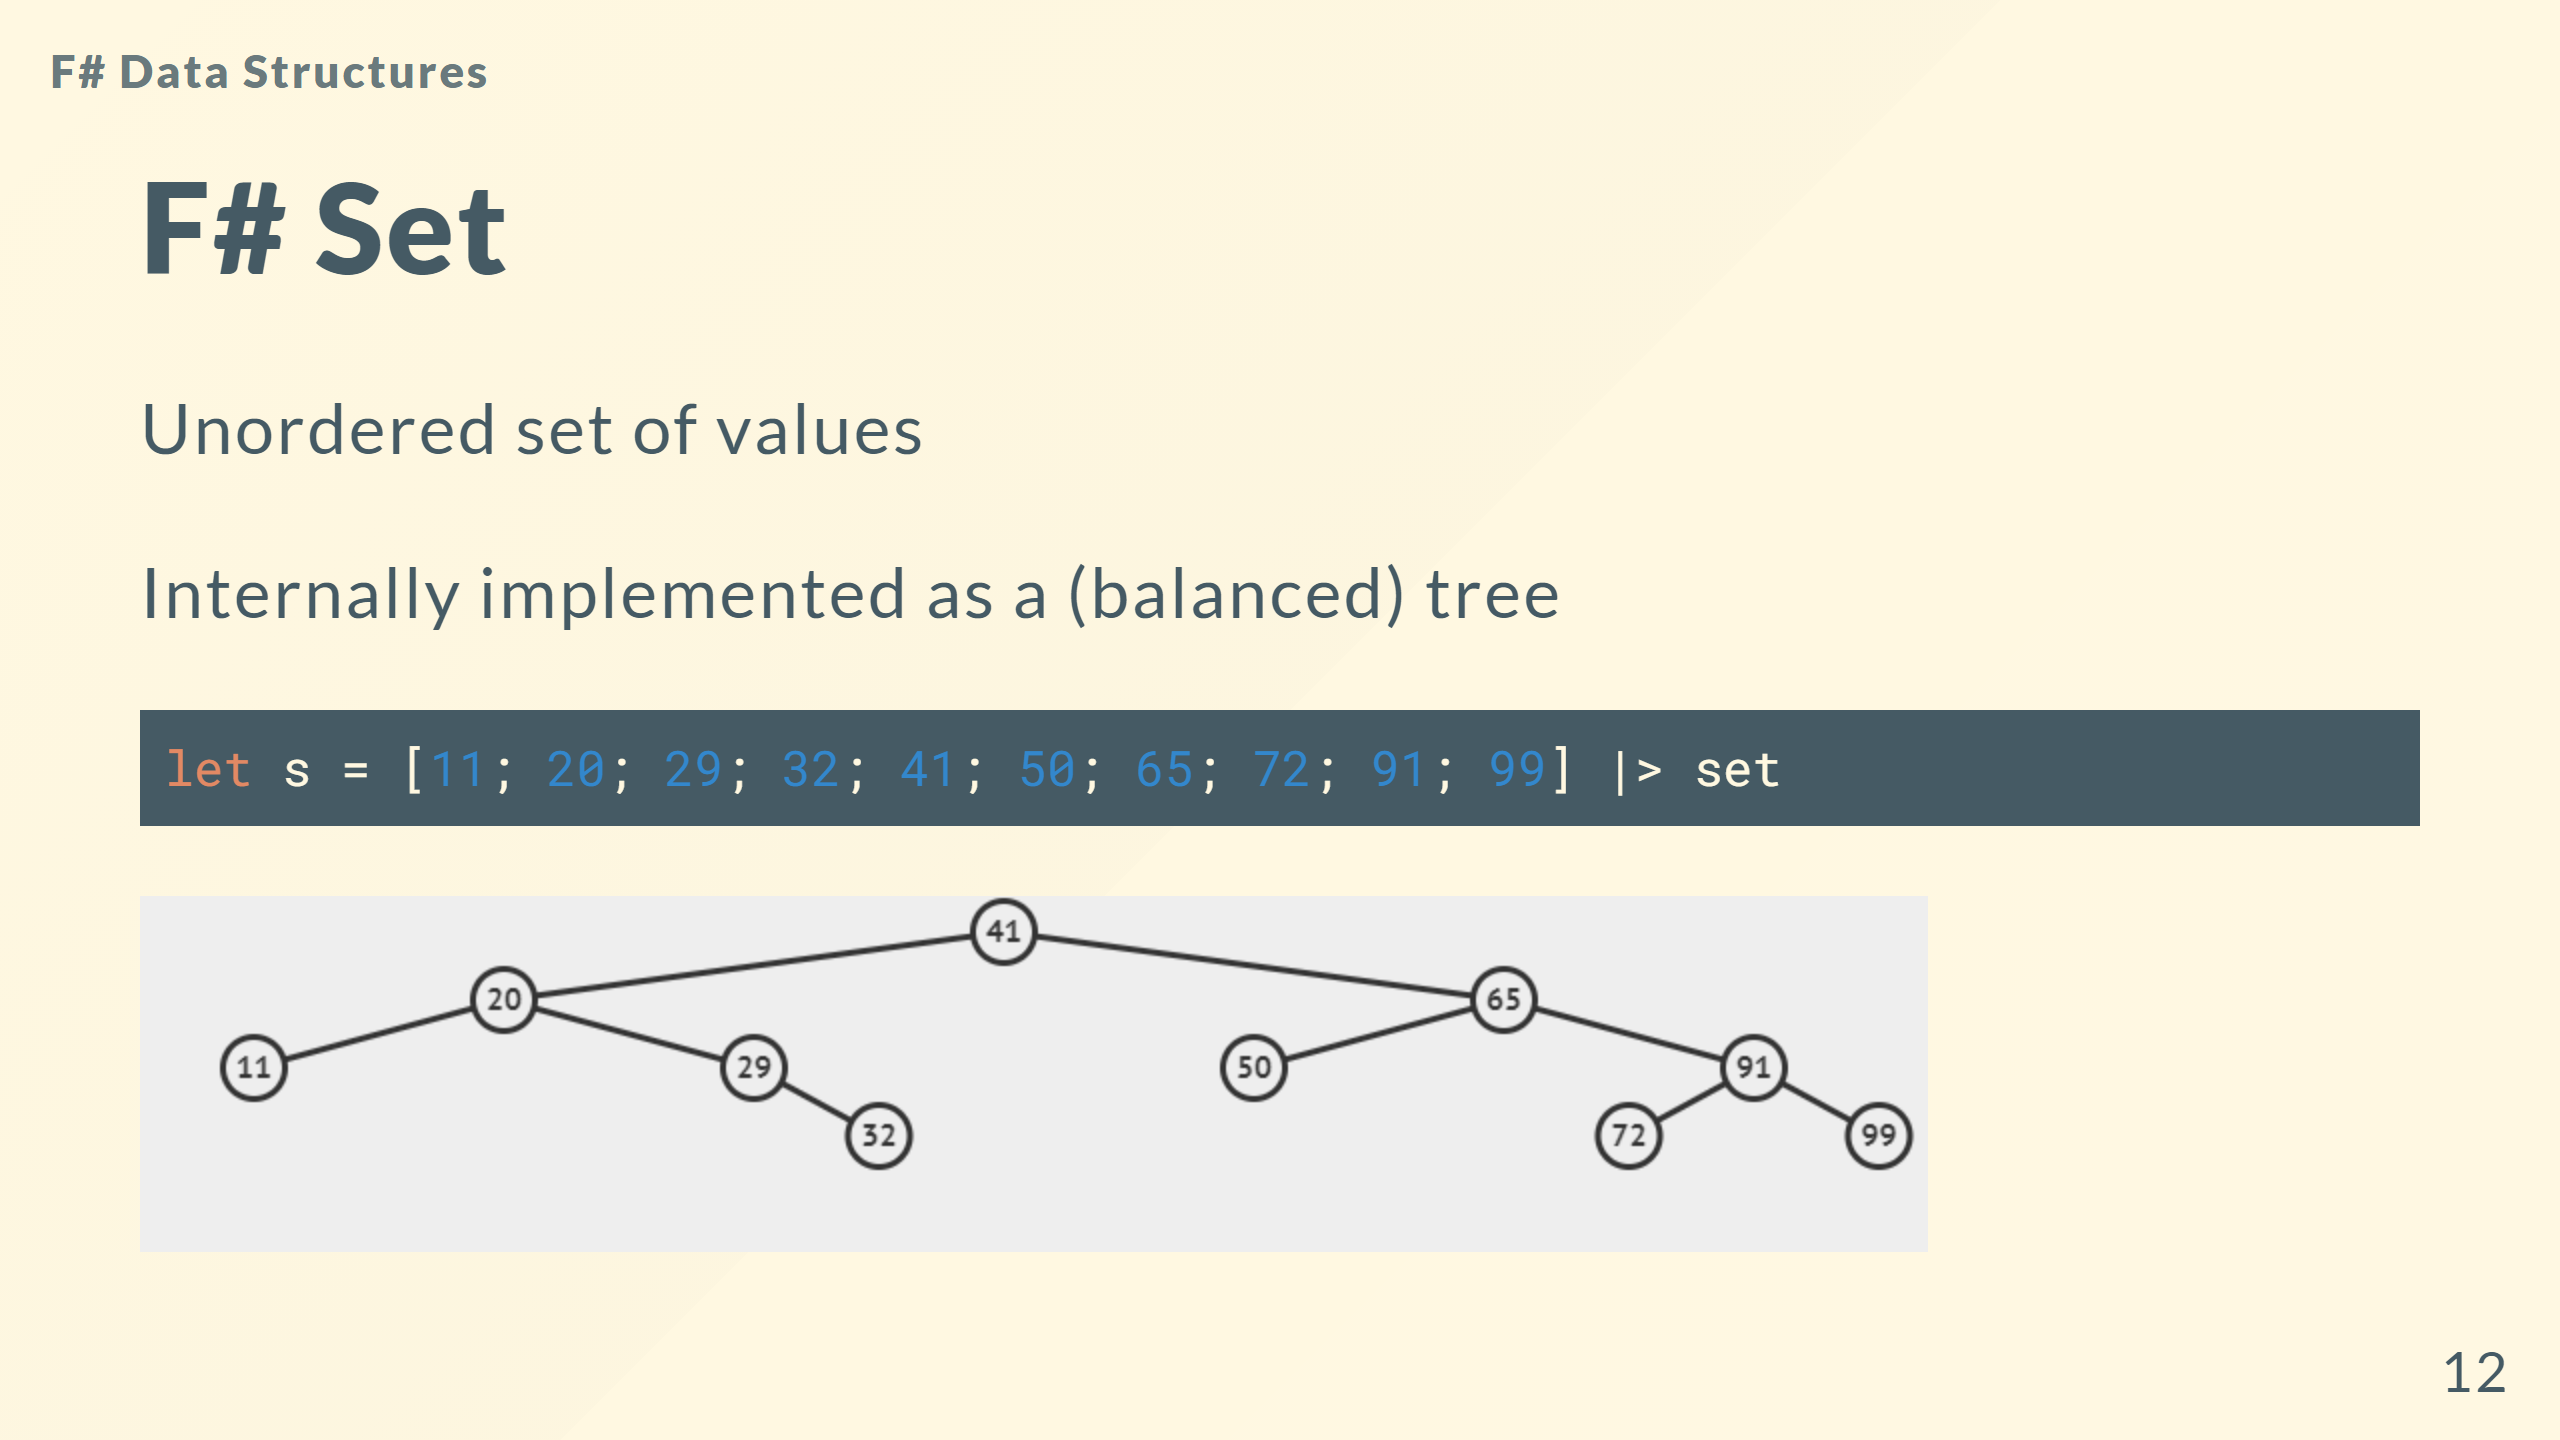 F# Data Structures
F# Set
Unordered set of values
Internally implemented as a (balanced) tree
let s = [11; 20; 29; 32; 41; 50; 65; 72; 91; 99] |> set
41
20 65
11 29 50 91
32 72 99
12